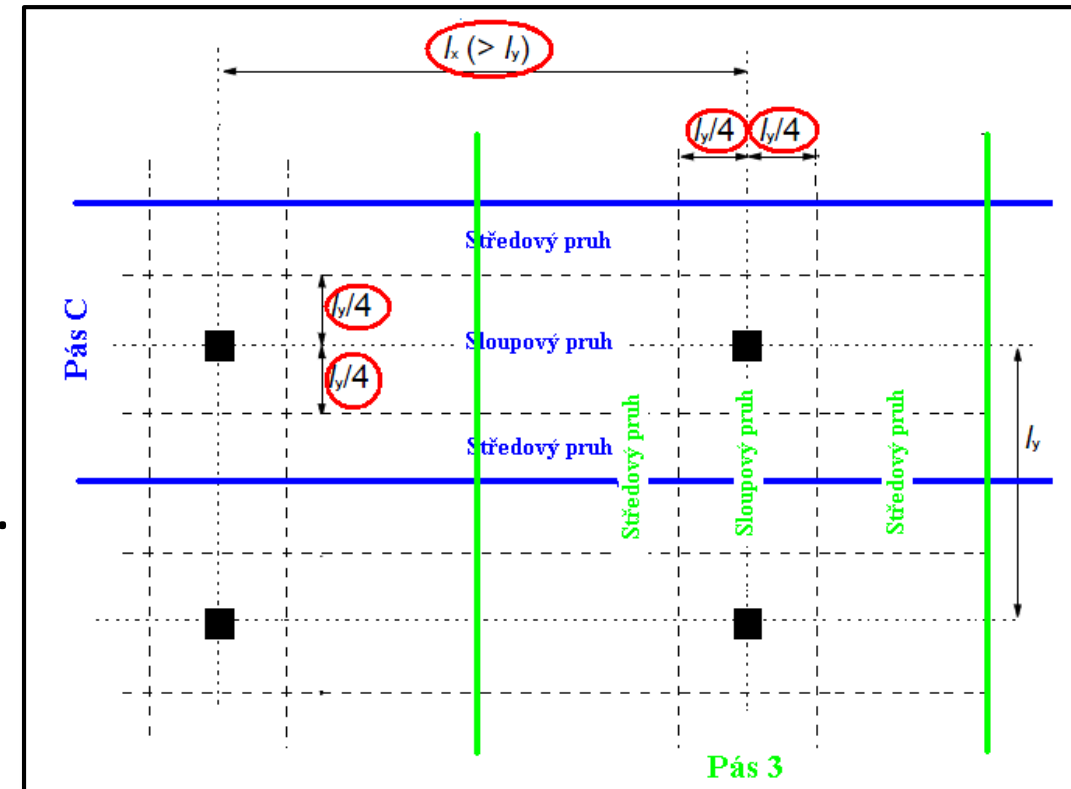 lx (> ly)
ly/4 ly/4
Středový pruh
ly/4
Pás C
Sloupový pruh
ly/4
Středový pruh
Středový pruh
Sloupový pruh
Středový pruh
ly
Pás 3